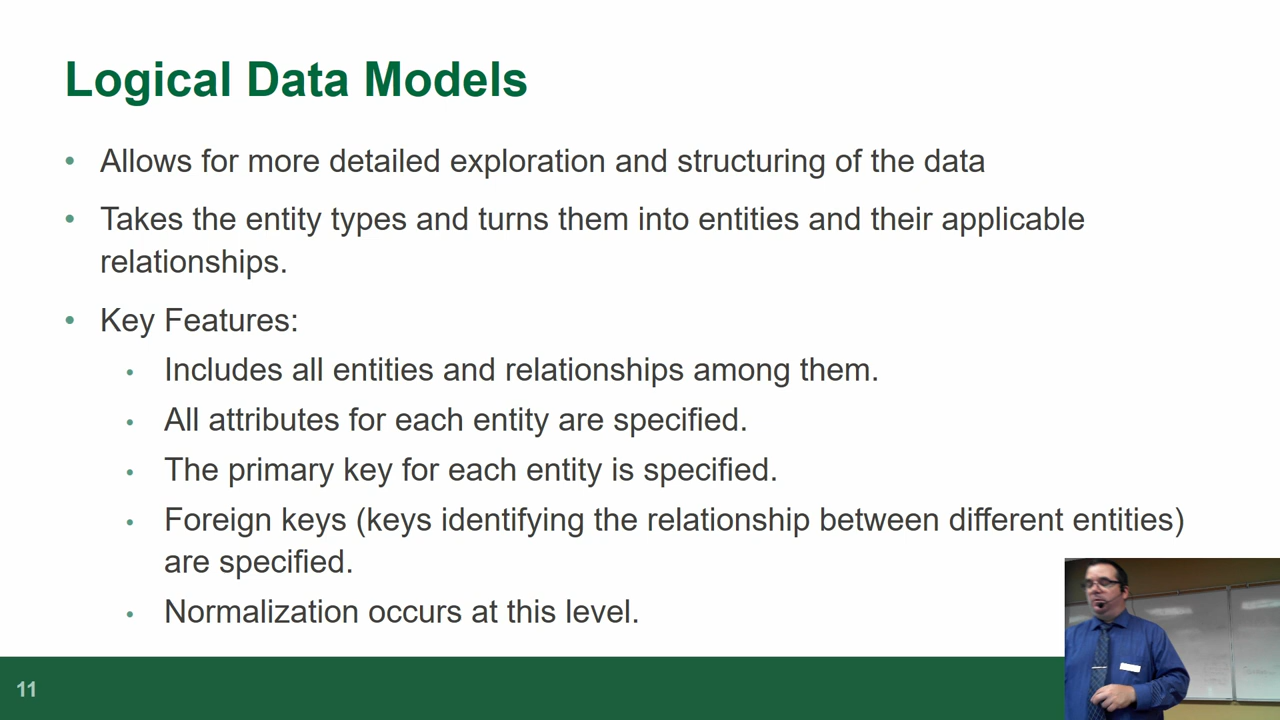 Logical Data Models
• Allows for more detailed exploration and structuring of the data
• Takes the entity types and turns them into entities and their applicable
relationships.
• Key Features:
• Includes all entities and relationships among them.
• All attributes for each entity are specified.
• The primary key for each entity is specified.
• Foreign keys (keys identifying the relationship between different entities)
are specified.
• Normalization occurs at this level.
11